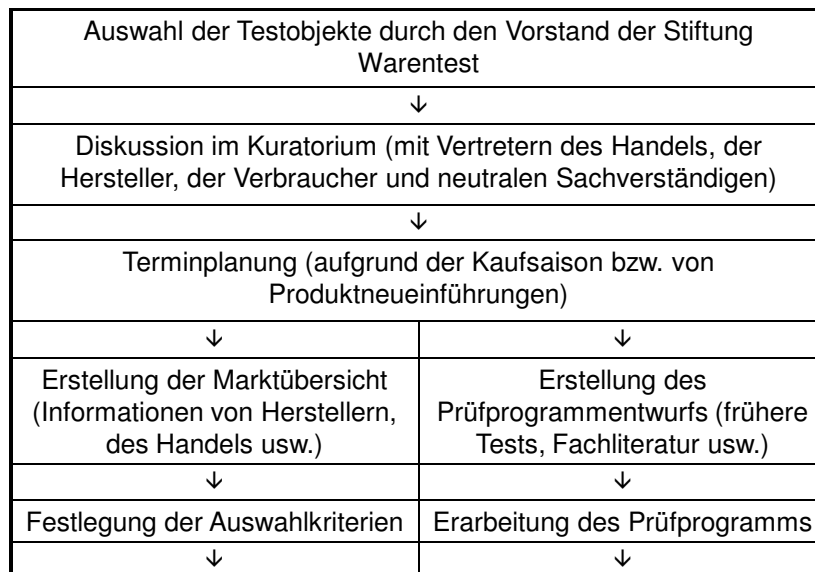 Auswahl der Testobjekte durch den Vorstand der Stiftung
Warentest
↓
Diskussion im Kuratorium (mit Vertretern des Handels, der
Hersteller, der Verbraucher und neutralen Sachverständigen)
↓
Terminplanung (aufgrund der Kaufsaison bzw. von
Produktneueinführungen)
↓ ↓
Erstellung der Marktübersicht
(Informationen von Herstellern,
des Handels usw.)
Erstellung des
Prüfprogrammentwurfs (frühere
Tests, Fachliteratur usw.)
↓ ↓
Festlegung der Auswahlkriterien
Erarbeitung des Prüfprogramms
↓ ↓